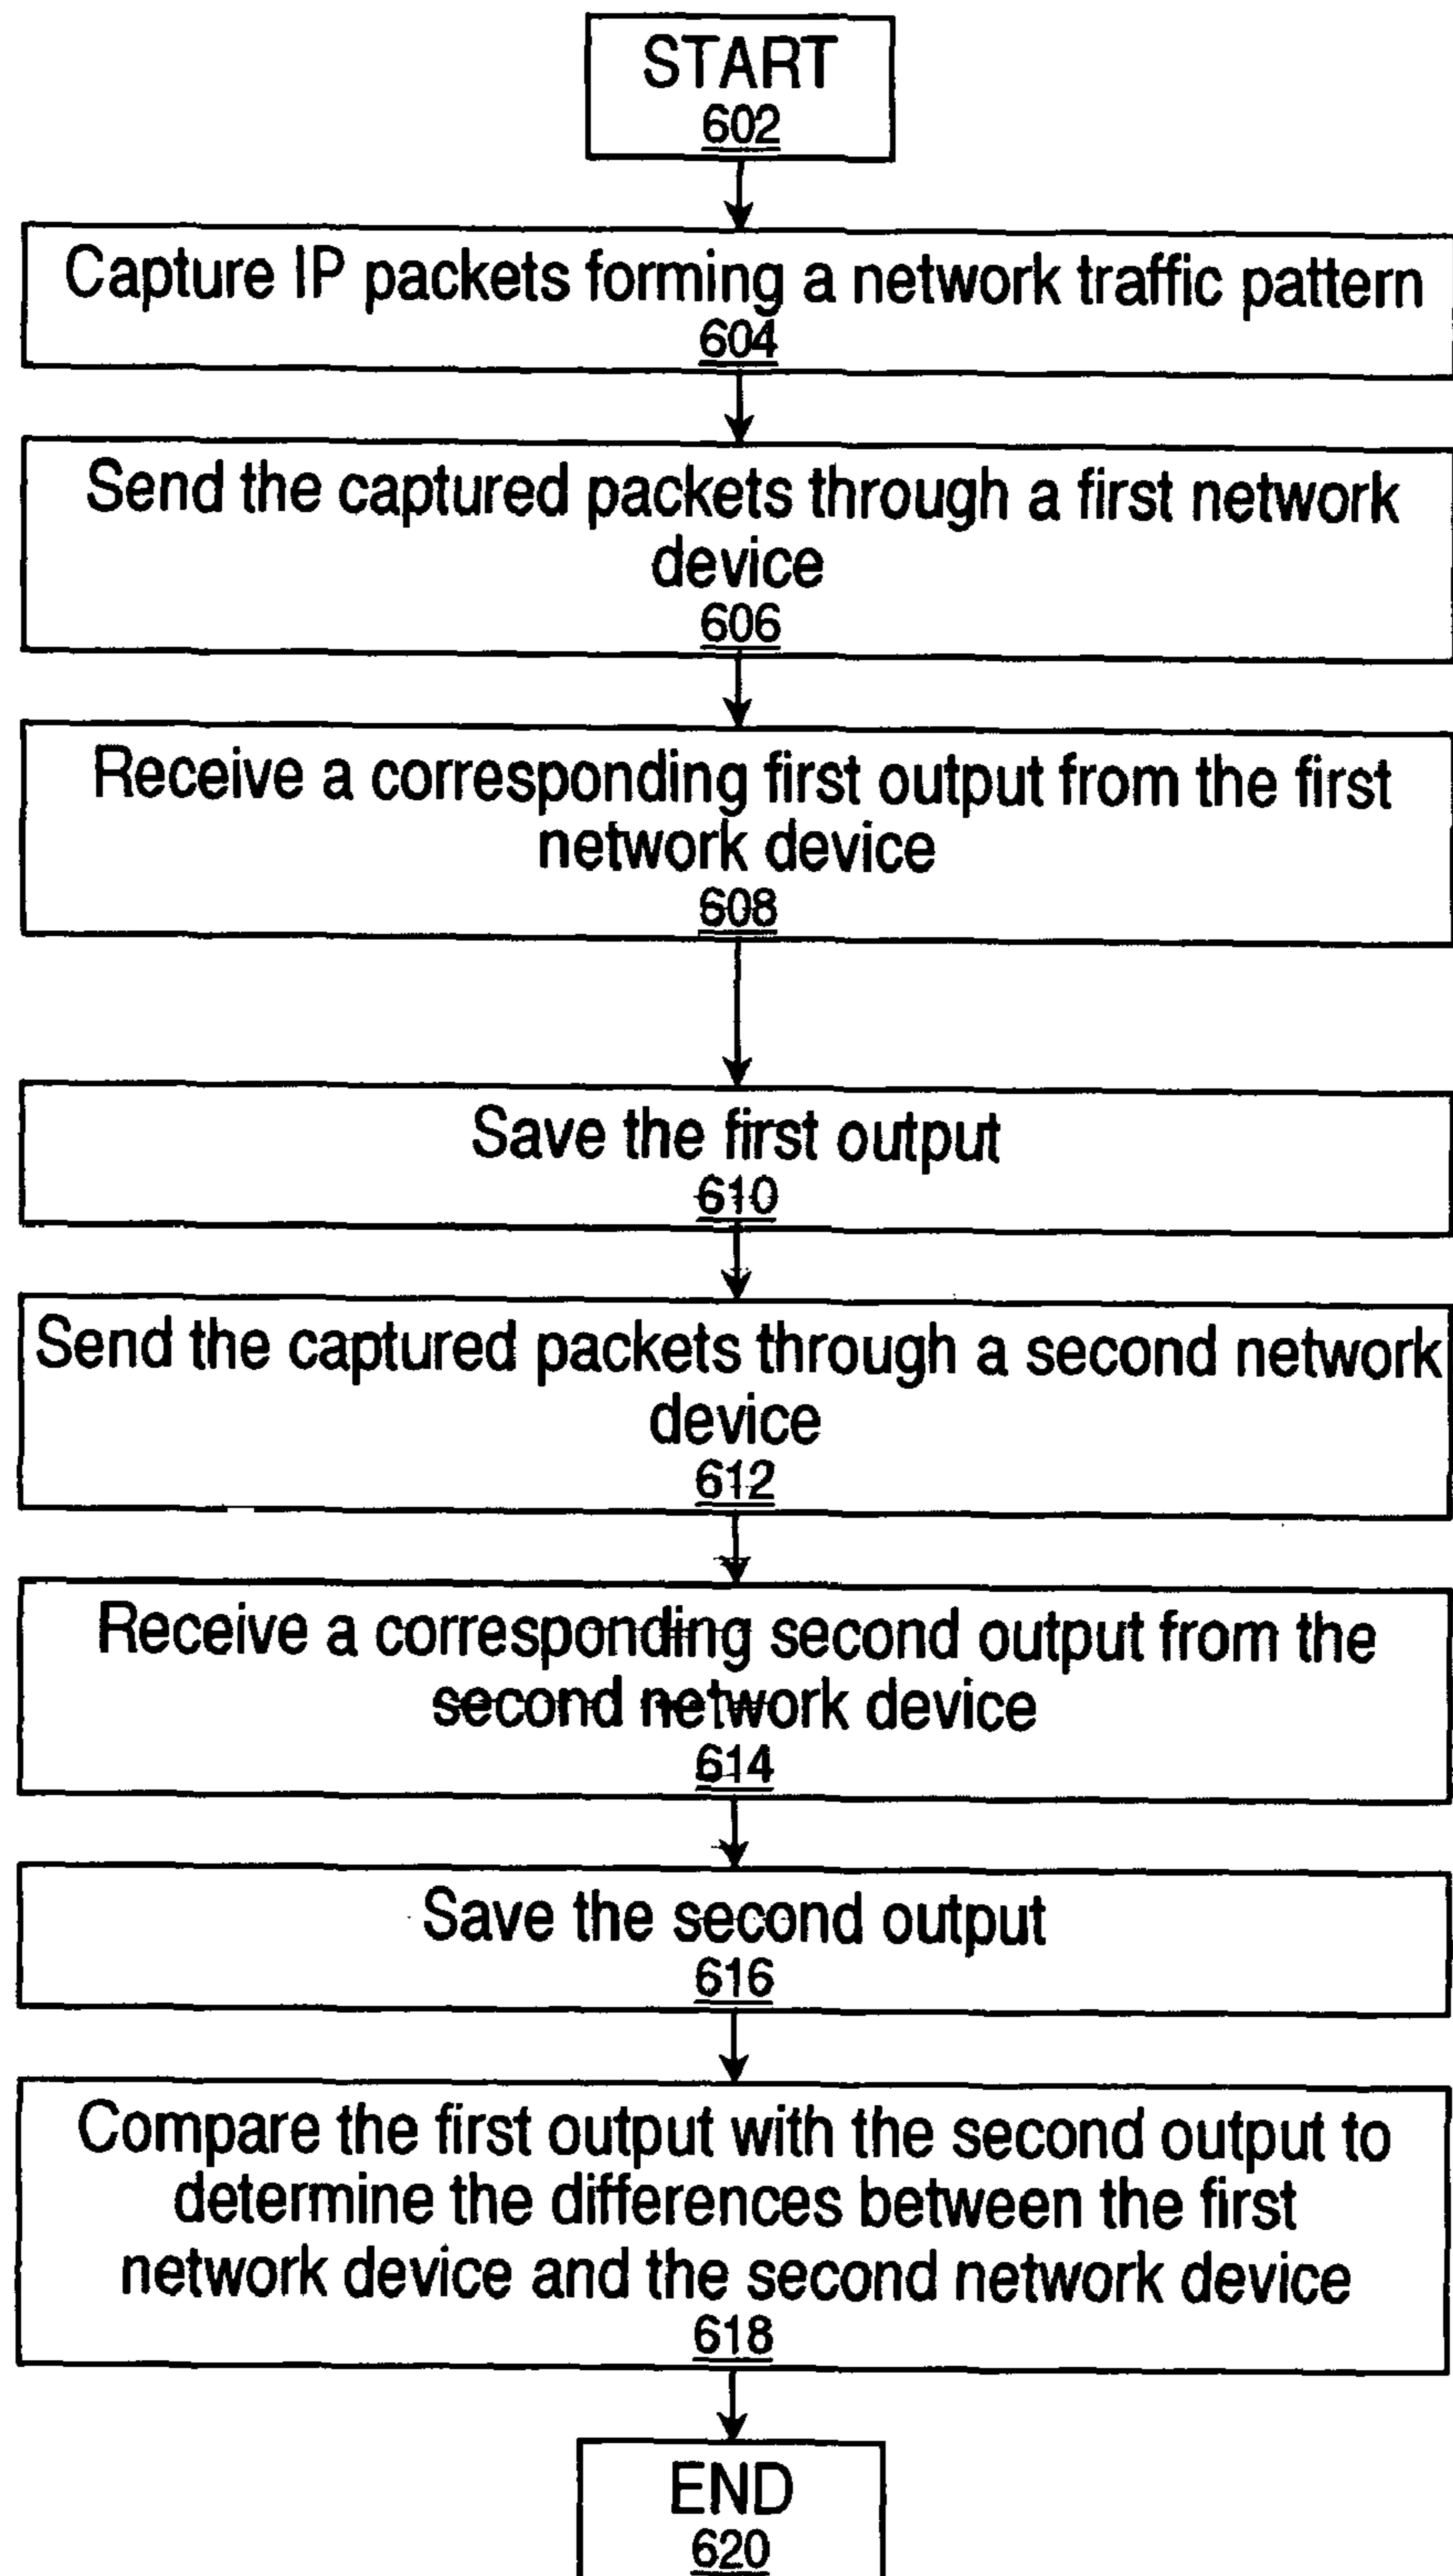 START
602
Capture IP packets forming a network traffic pattern
604
Send the captured packets through a first network
device
606
Receive a corresponding first output from the first
network device
608
Save the first output
610
Send the captured packets through a second network
device
612
Receive a corresponding second output from the
second network device
614
Save the second output
616
Compare the first output with the second output to
determine the differences between the first
network device and the second network device
618
END
620